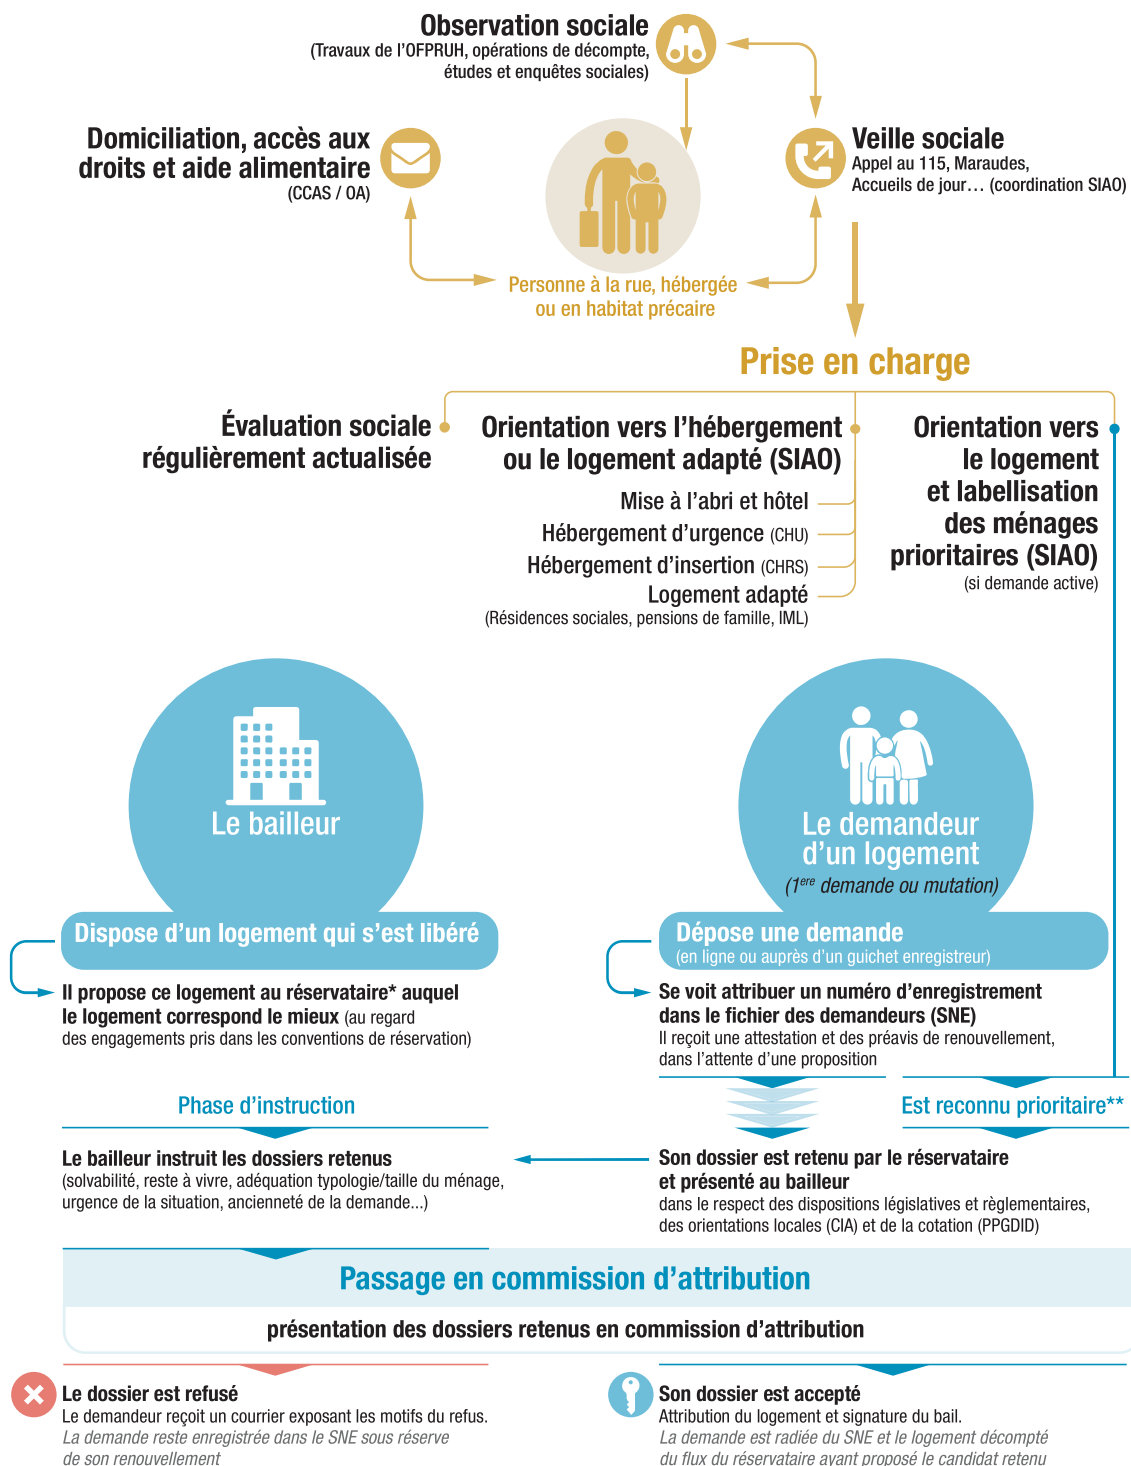 Observation sociale
(Travaux de l'OFPRUH, opérations de décompte,
études et enquêtes sociales)
Domiciliation, accès aux
droits et aide alimentaire
(CCAS / OA)
Veille sociale
Appel au 115, Maraudes,
Accueils de jour… (coordination SIAO)
Personne à la rue, hébergée
ou en habitat précaire
Prise en charge
Évaluation sociale
régulièrement actualisée
Orientation vers l'hébergement
ou le logement adapté (SIAO)
Mise à l'abri et hôtel
Hébergement d'urgence (CHU)
Hébergement d'insertion (CHRS)
Logement adapté
(Résidences sociales, pensions de famille, IML)
Orientation vers
le logement
et labellisation
des ménages
prioritaires (SIAO)
(si demande active)
Le bailleur
Dispose d'un logement qui s'est libéré
Il propose ce logement au réservataire* auquel
le logement correspond le mieux (au regard
des engagements pris dans les conventions de réservation)
Le demandeur
d'un logement
(1ere demande ou mutation)
Dépose une demande
(en ligne ou auprès d'un guichet enregistreur)
Se voit attribuer un numéro d'enregistrement
dans le fichier des demandeurs (SNE)
Il reçoit une attestation et des préavis de renouvellement,
dans l'attente d'une proposition
Phase d'instruction
Est reconnu prioritaire**
Le bailleur instruit les dossiers retenus
(solvabilité, reste à vivre, adéquation typologie/taille du ménage,
urgence de la situation, ancienneté de la demande...)
Son dossier est retenu par le réservataire
et présenté au bailleur
dans le respect des dispositions législatives et règlementaires,
des orientations locales (CIA) et de la cotation (PPGDID)
Passage en commission d'attribution
présentation des dossiers retenus en commission d'attribution
Le dossier est refusé
Le demandeur reçoit un courrier exposant les motifs du refus.
La demande reste enregistrée dans le SNE sous réserve
de son renouvellement
Son dossier est accepté
Attribution du logement et signature du bail.
La demande est radiée du SNE et le logement décompté
du flux du réservataire ayant proposé le candidat retenu